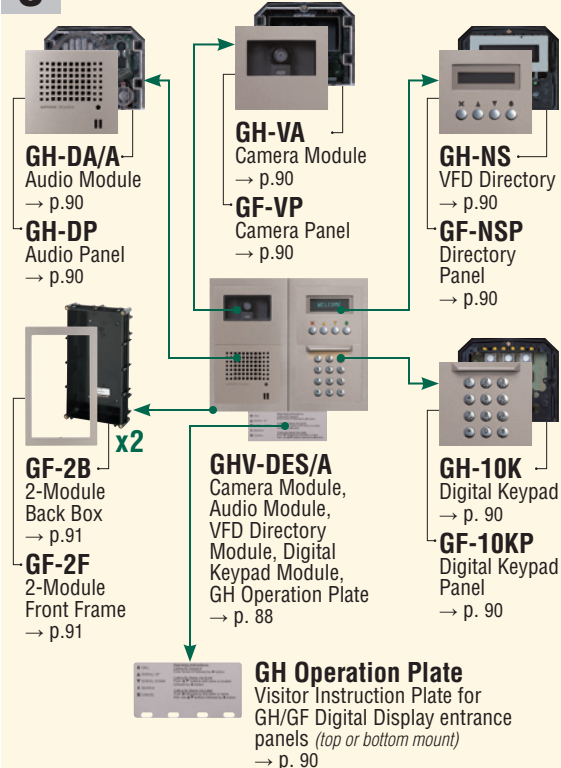 GH-DA/A
Audio Module
→ p.90
GH-DP
Audio Panel
→ p.90
GH-VA
Camera Module
→ p.90
GF-VP
Camera Panel
→ p.90
GH-NS
VFD Directory
→ p.90
GF-NSP
Directory
Panel
→ p.90
WELCOME
x2
GF-2B
2-Module
Back Box
→ p.91
GF-2F
2-Module
Front Frame
→ p.91
GHV-DES/A
Camera Module,
Audio Module,
VFD Directory
Module, Digital
Keypad Module,
GH Operation Plate
→ p. 88
GH-10K
Digital Keypad
→ p. 90
GF-10KP
Digital Keypad
Panel
→ p. 90
GH Operation Plate
Visitor Instruction Plate for
GH/GF Digital Display entrance
panels (top or bottom mount)
→ p. 90